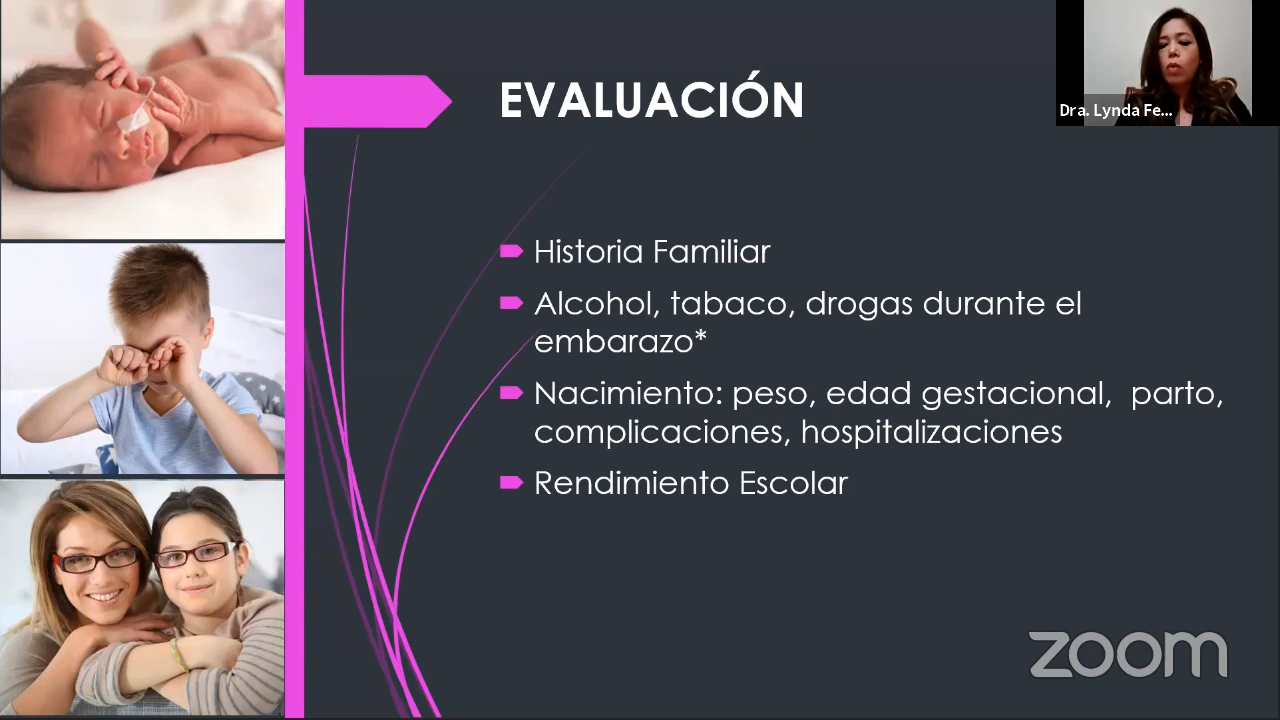 EVALUACIÓN
Dra. Lynda Fe...
Historia Familiar
Alcohol, tabaco, drogas durante el
embarazo*
Nacimiento: peso, edad gestacional,  parto,
complicaciones, hospitalizaciones
Rendimiento Escolar
zoom